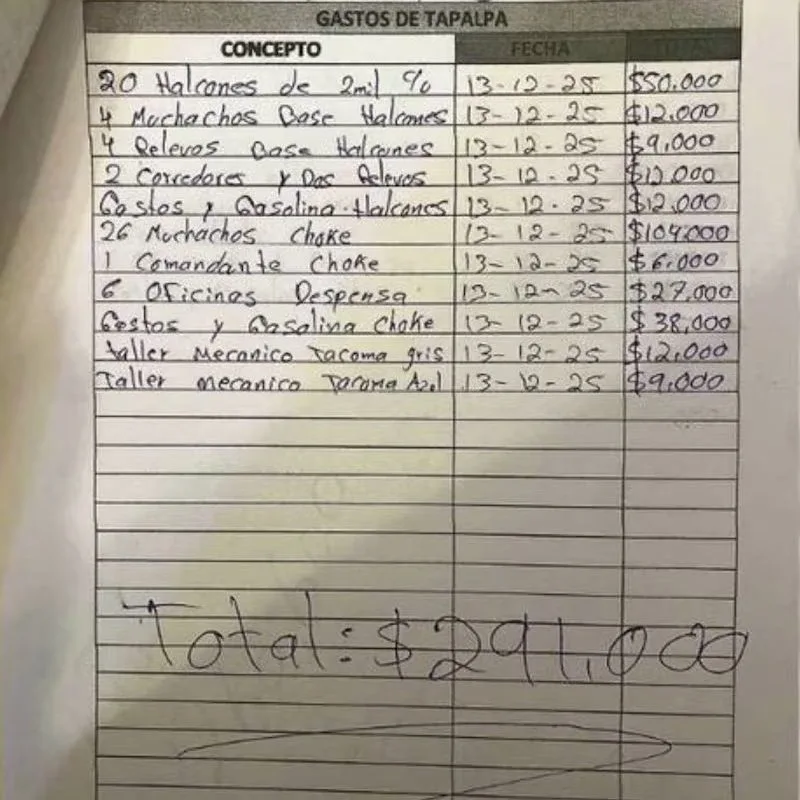 GASTOS DE TAPALPA
CONCEPTO FECHA TOTAL
20 Halcones de 2mil % 13-12-25 $50.000
4 Muchachos Base Halcones 13-12-25 $12.000
4 Relevos Base Halcones 13-12-25 $9,000
2 Corredores y Dos Relevos 13-12-25 $12.000
Gastos y Gasolina Halcones 13-12-25 $12.000
26 Muchachos Choke 13-12-25 $104.000
1 Comandante Choke 13-12-25 $6.000
6 Oficinas Despensa 13-12-25 $27,000
Gastos y Gasolina Choke 13-12-25 $38,000
taller Mecanico Tacoma gris 13-12-25 $12,000
Taller mecanico Tacoma Azul 13-12-25 $9,000
Total: $291,000